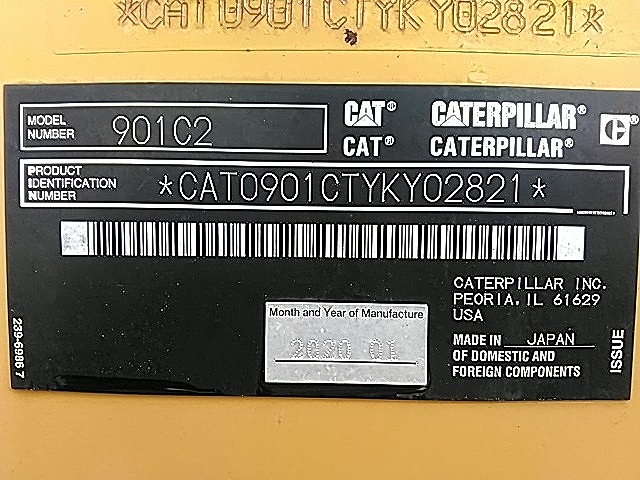 *CAT0901CTYKY02821*
MODEL NUMBER 901C2
CAT® CATERPILLAR®
CAT® CATERPILLAR®
C ®
PRODUCT IDENTIFICATION NUMBER *CAT0901CTYKY02821*
CATERPILLAR INC.
PEORIA, IL 61629
USA
Month and Year of Manufacture
2020 01
MADE IN JAPAN
OF DOMESTIC AND
FOREIGN COMPONENTS
239-6986 7
ISSUE